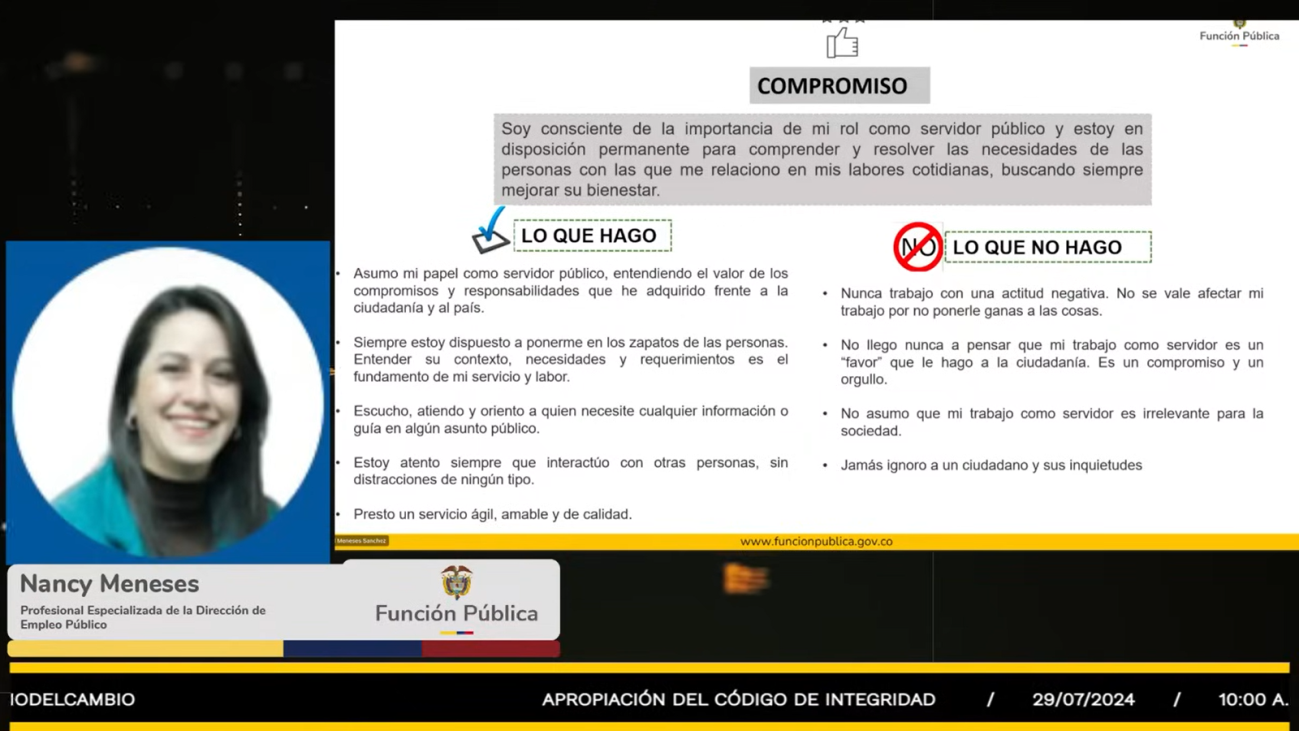 Función Pública
COMPROMISO
Soy consciente de la importancia de mi rol como servidor público y estoy en
disposición permanente para comprender y resolver las necesidades de las
personas con las que me relaciono en mis labores cotidianas, buscando siempre
mejorar su bienestar.
LO QUE HAGO
• Asumo mi papel como servidor público, entendiendo el valor de los
compromisos y responsabilidades que he adquirido frente a la
ciudadanía y al país.
• Siempre estoy dispuesto a ponerme en los zapatos de las personas.
Entender su contexto, necesidades y requerimientos es el
fundamento de mi servicio y labor.
• Escucho, atiendo y oriento a quien necesite cualquier información o
guía en algún asunto público.
• Estoy atento siempre que interactúo con otras personas, sin
distracciones de ningún tipo.
• Presto un servicio ágil, amable y de calidad.
NO
LO QUE NO HAGO
• Nunca trabajo con una actitud negativa. No se vale afectar mi
trabajo por no ponerle ganas a las cosas.
• No llego nunca a pensar que mi trabajo como servidor es un
“favor” que le hago a la ciudadanía. Es un compromiso y un
orgullo.
• No asumo que mi trabajo como servidor es irrelevante para la
sociedad.
• Jamás ignoro a un ciudadano y sus inquietudes
Meneses Sanchez
www.funcionpublica.gov.co
Nancy Meneses
Profesional Especializada de la Dirección de
Empleo Público
Función Pública
IODELCAMBIO APROPIACIÓN DEL CÓDIGO DE INTEGRIDAD / 29/07/2024 / 10:00 A.